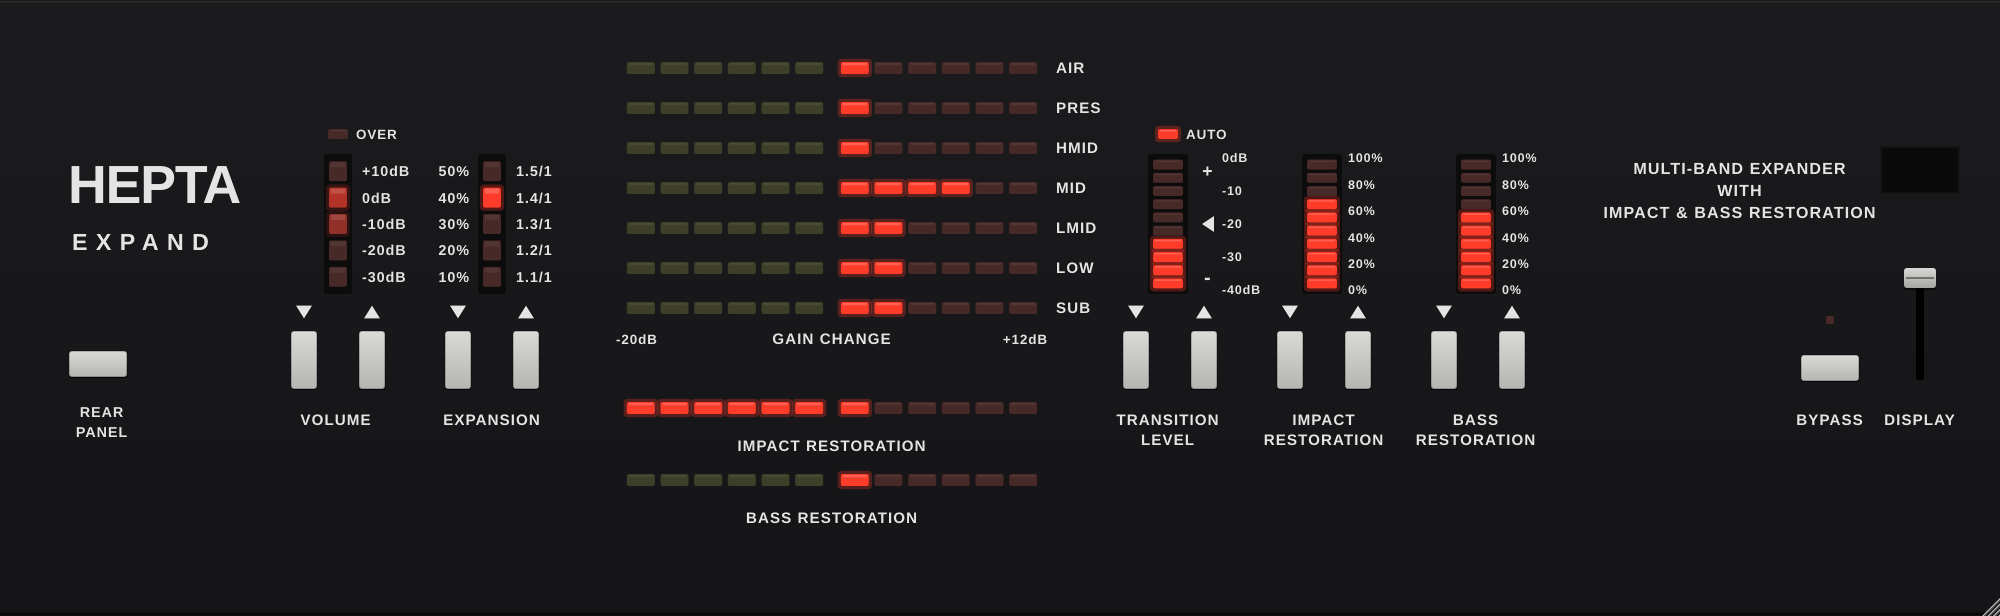 HEPTA
EXPAND
REAR
PANEL
OVER
+10dB
0dB
-10dB
-20dB
-30dB
VOLUME
50%
40%
30%
20%
10%
1.5/1
1.4/1
1.3/1
1.2/1
1.1/1
EXPANSION
AIR
PRES
HMID
MID
LMID
LOW
SUB
-20dB GAIN CHANGE +12dB
IMPACT RESTORATION
BASS RESTORATION
AUTO
+
-
0dB
-10
-20
-30
-40dB
TRANSITION
LEVEL
100%
80%
60%
40%
20%
0%
IMPACT
RESTORATION
100%
80%
60%
40%
20%
0%
BASS
RESTORATION
MULTI-BAND EXPANDER
WITH
IMPACT & BASS RESTORATION
BYPASS
DISPLAY